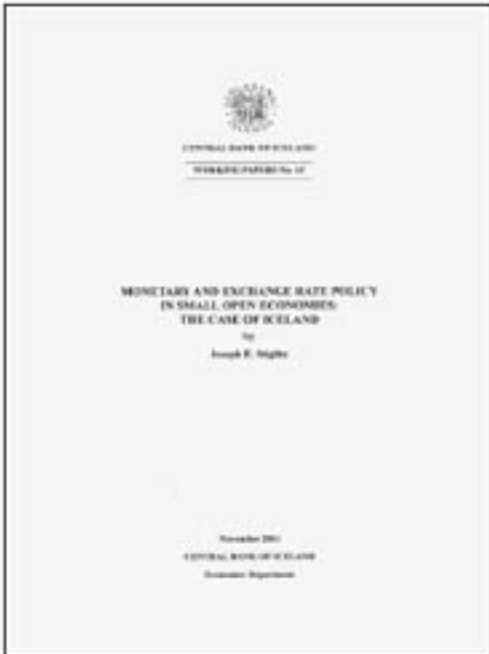 CENTRAL BANK OF ICELAND
WORKING PAPERS No. 15
MONETARY AND EXCHANGE RATE POLICY
IN SMALL OPEN ECONOMIES:
THE CASE OF ICELAND
by
Joseph E. Stiglitz
November 2001
CENTRAL BANK OF ICELAND
Economics Department